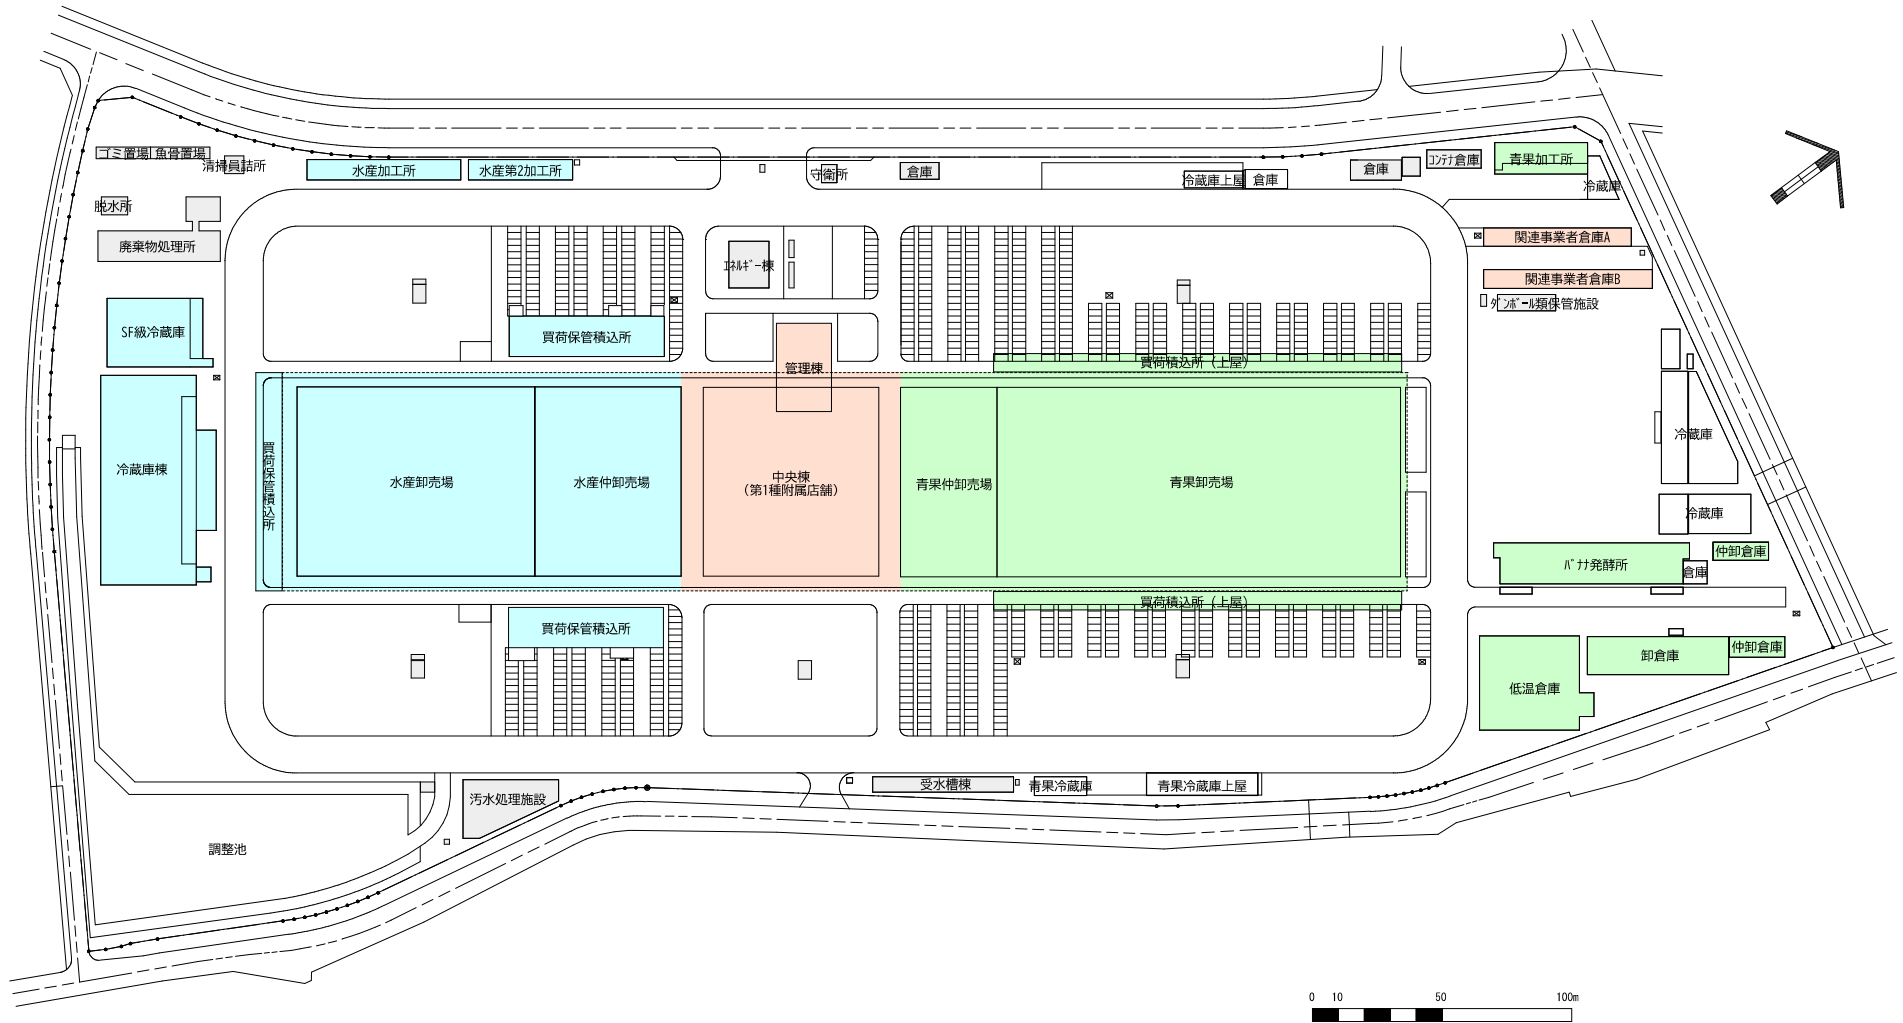 ゴミ置場
魚骨置場
清掃員詰所
水産加工所
水産第2加工所
守衛所
倉庫
冷蔵庫上屋
倉庫
倉庫
コンテナ倉庫
青果加工所
冷蔵庫
脱水所
廃棄物処理所
エネルギー棟
関連事業者倉庫A
関連事業者倉庫B
ダンボール類保管施設
SF級冷蔵庫
買荷保管積込所
管理棟
買荷積込所(上屋)
冷蔵庫棟
買荷保管積込所
水産卸売場
水産仲卸売場
中央棟
(第1種附属店舗)
青果仲卸売場
青果卸売場
冷蔵庫
冷蔵庫
バナナ発酵所
倉庫
仲卸倉庫
買荷保管積込所
買荷積込所(上屋)
低温倉庫
卸倉庫
仲卸倉庫
汚水処理施設
受水槽棟
青果冷蔵庫
青果冷蔵庫上屋
調整池
0 10 50 100m